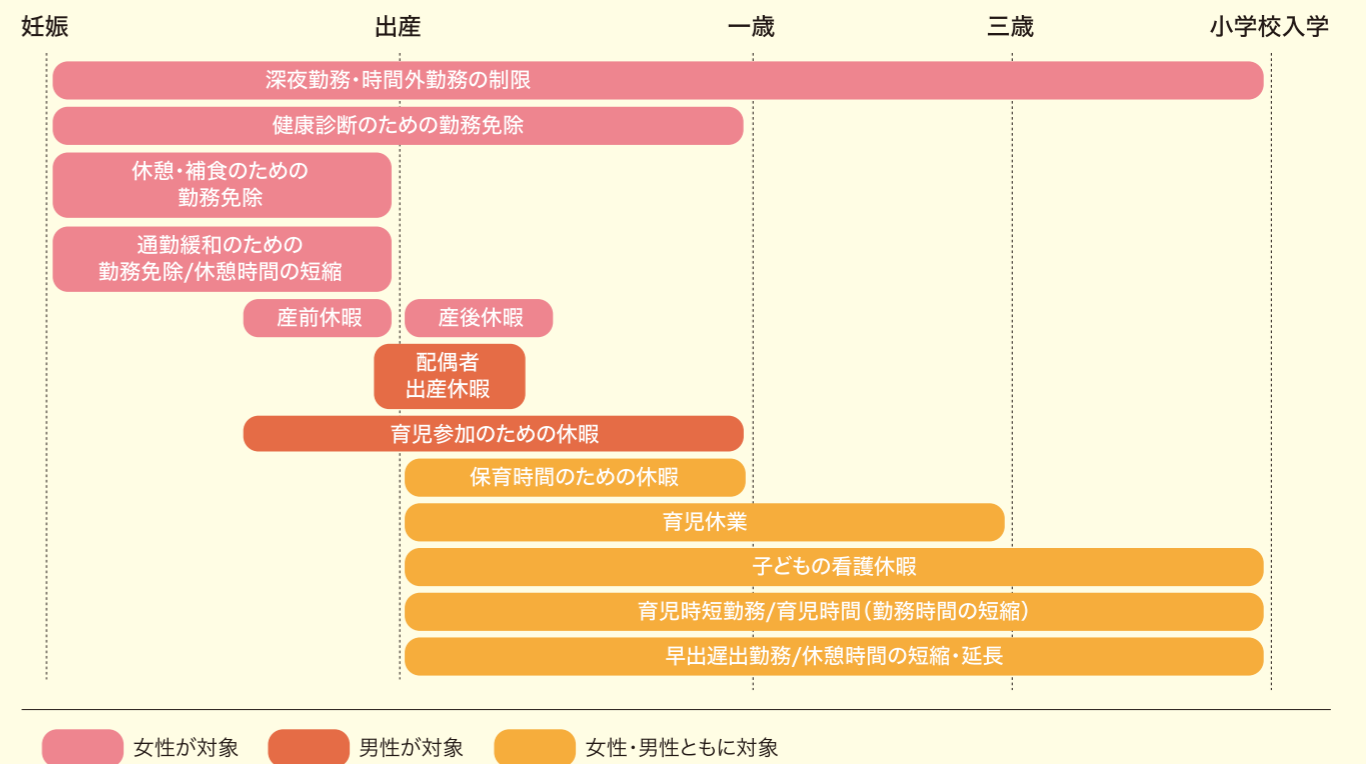 妊娠 出産 一歳 三歳 小学校入学
深夜勤務・時間外勤務の制限
健康診断のための勤務免除
休憩・補食のための
勤務免除
通勤緩和のための
勤務免除/休憩時間の短縮
産前休暇 産後休暇
配偶者
出産休暇
育児参加のための休暇
保育時間のための休暇
育児休業
子どもの看護休暇
育児時短勤務/育児時間(勤務時間の短縮)
早出遅出勤務/休憩時間の短縮・延長
女性が対象 男性が対象 女性・男性ともに対象